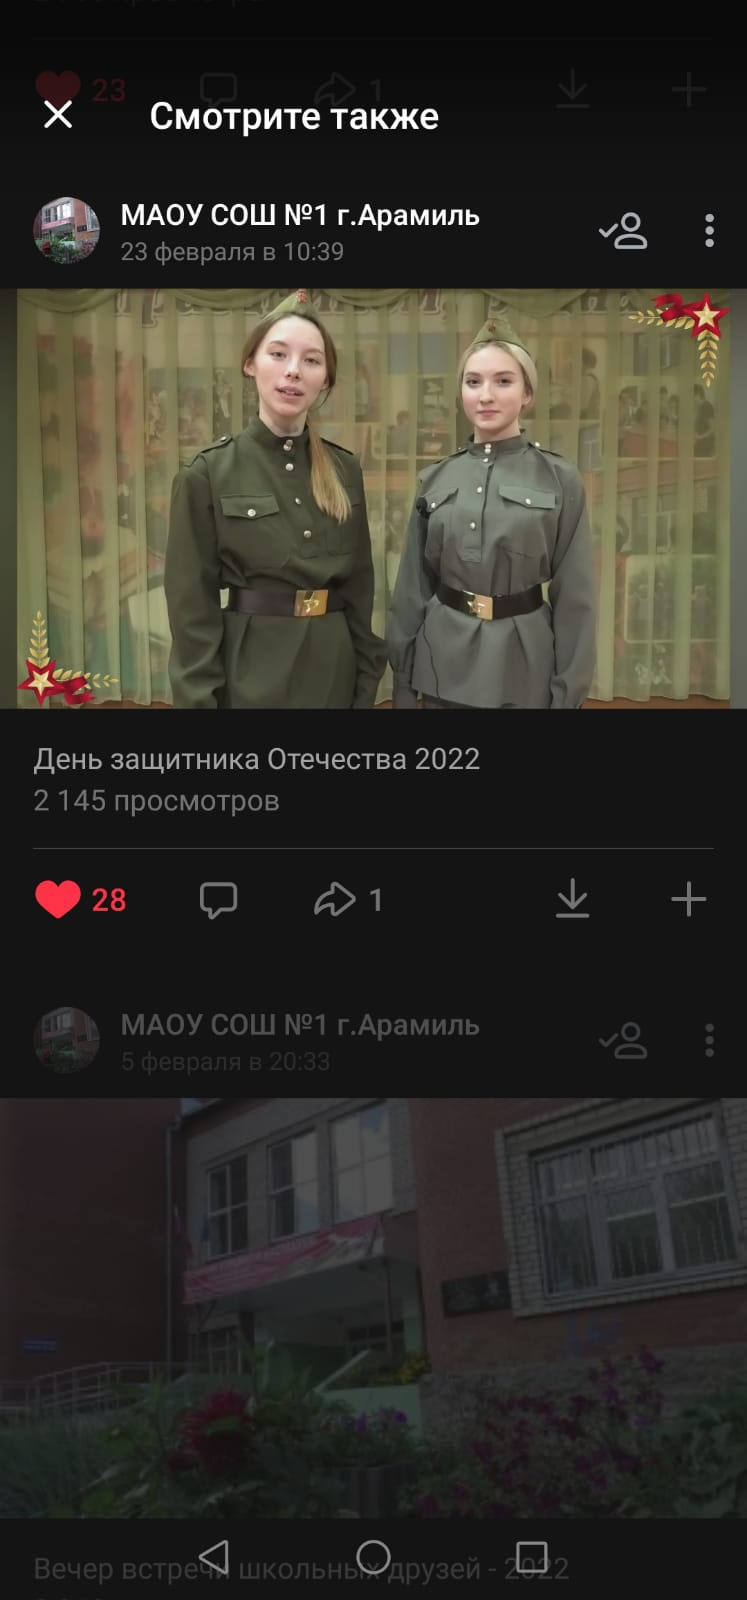 23
1
Смотрите также
МАОУ СОШ №1 г.Арамиль
23 февраля в 10:39
День защитника Отечества 2022
2 145 просмотров
28
1
МАОУ СОШ №1 г.Арамиль
5 февраля в 20:33
Вечер встречи школьных друзей - 2022